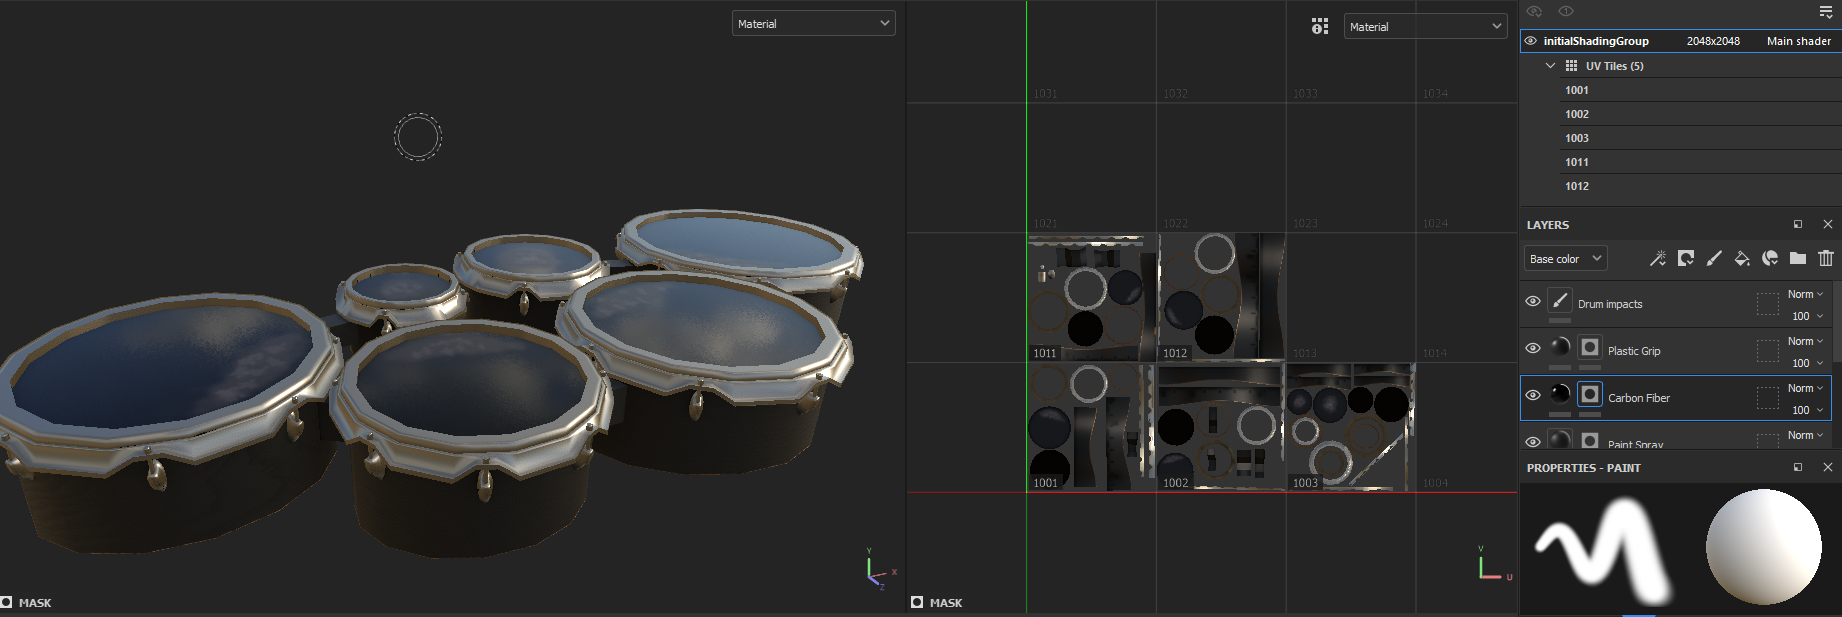 Material
Material
initialShadingGroup 2048x2048 Main shader
UV Tiles (5)
1001
1002
1003
1011
1012
LAYERS
Base color
Drum impacts Norm
100
Plastic Grip Norm
100
Carbon Fiber Norm
100
Paint Spray Norm
PROPERTIES - PAINT
1031 1032 1033 1034
1021 1022 1023 1024
1011 1012 1013 1014
1001 1002 1003 1004
Y
X
Z
V
U
MASK
MASK